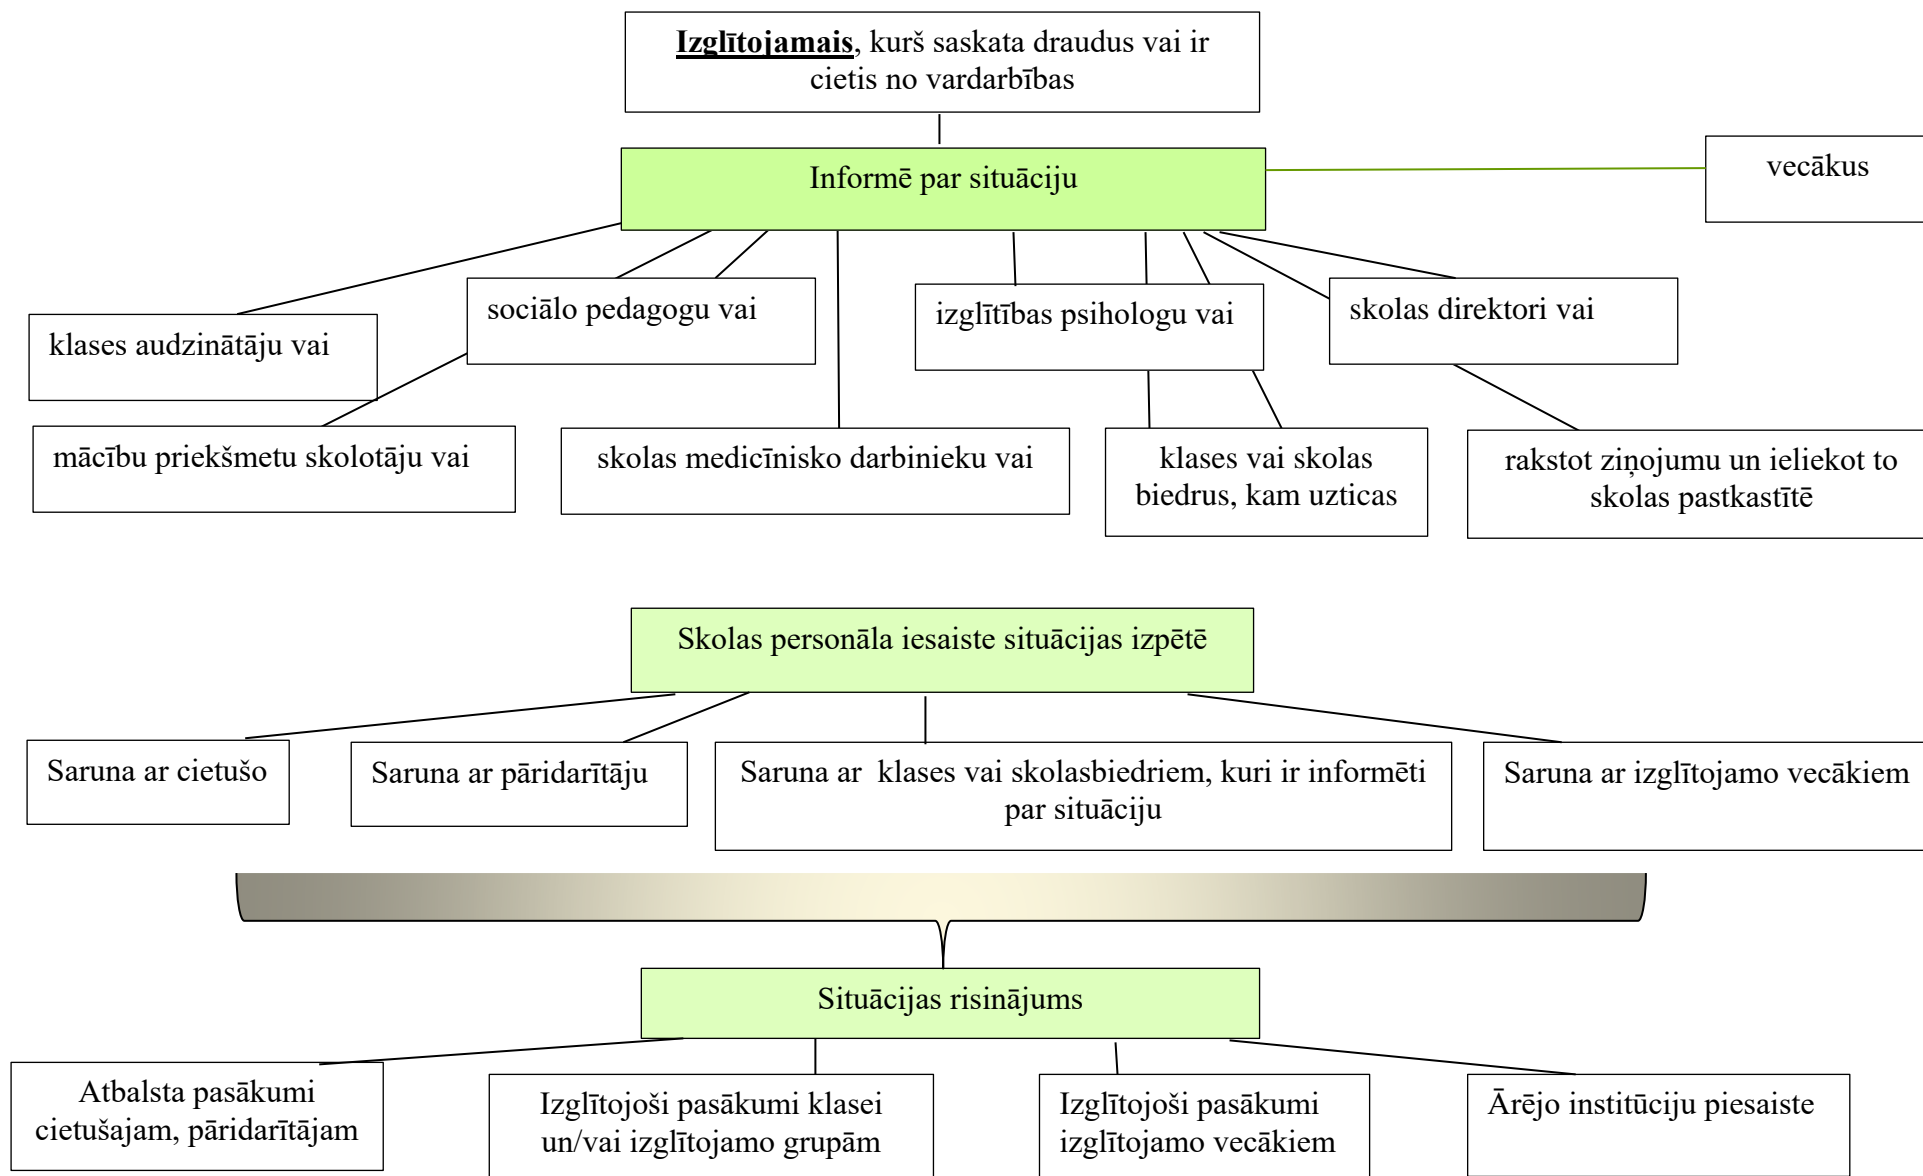 Izglītojamais, kurš saskata draudus vai ir
cietis no vardarbības
Informē par situāciju
vecākus
sociālo pedagogu vai
izglītības psihologu vai
skolas direktori vai
klases audzinātāju vai
mācību priekšmetu skolotāju vai
skolas medicīnisko darbinieku vai
klases vai skolas
biedrus, kam uzticas
rakstot ziņojumu un ieliekot to
skolas pastkastītē
Skolas personāla iesaiste situācijas izpētē
Saruna ar cietušo
Saruna ar pāridarītāju
Saruna ar klases vai skolasbiedriem, kuri ir informēti
par situāciju
Saruna ar izglītojamo vecākiem
Situācijas risinājums
Atbalsta pasākumi
cietušajam, pāridarītājam
Izglītojoši pasākumi klasei
un/vai izglītojamo grupām
Izglītojoši pasākumi
izglītojamo vecākiem
Ārējo institūciju piesaiste